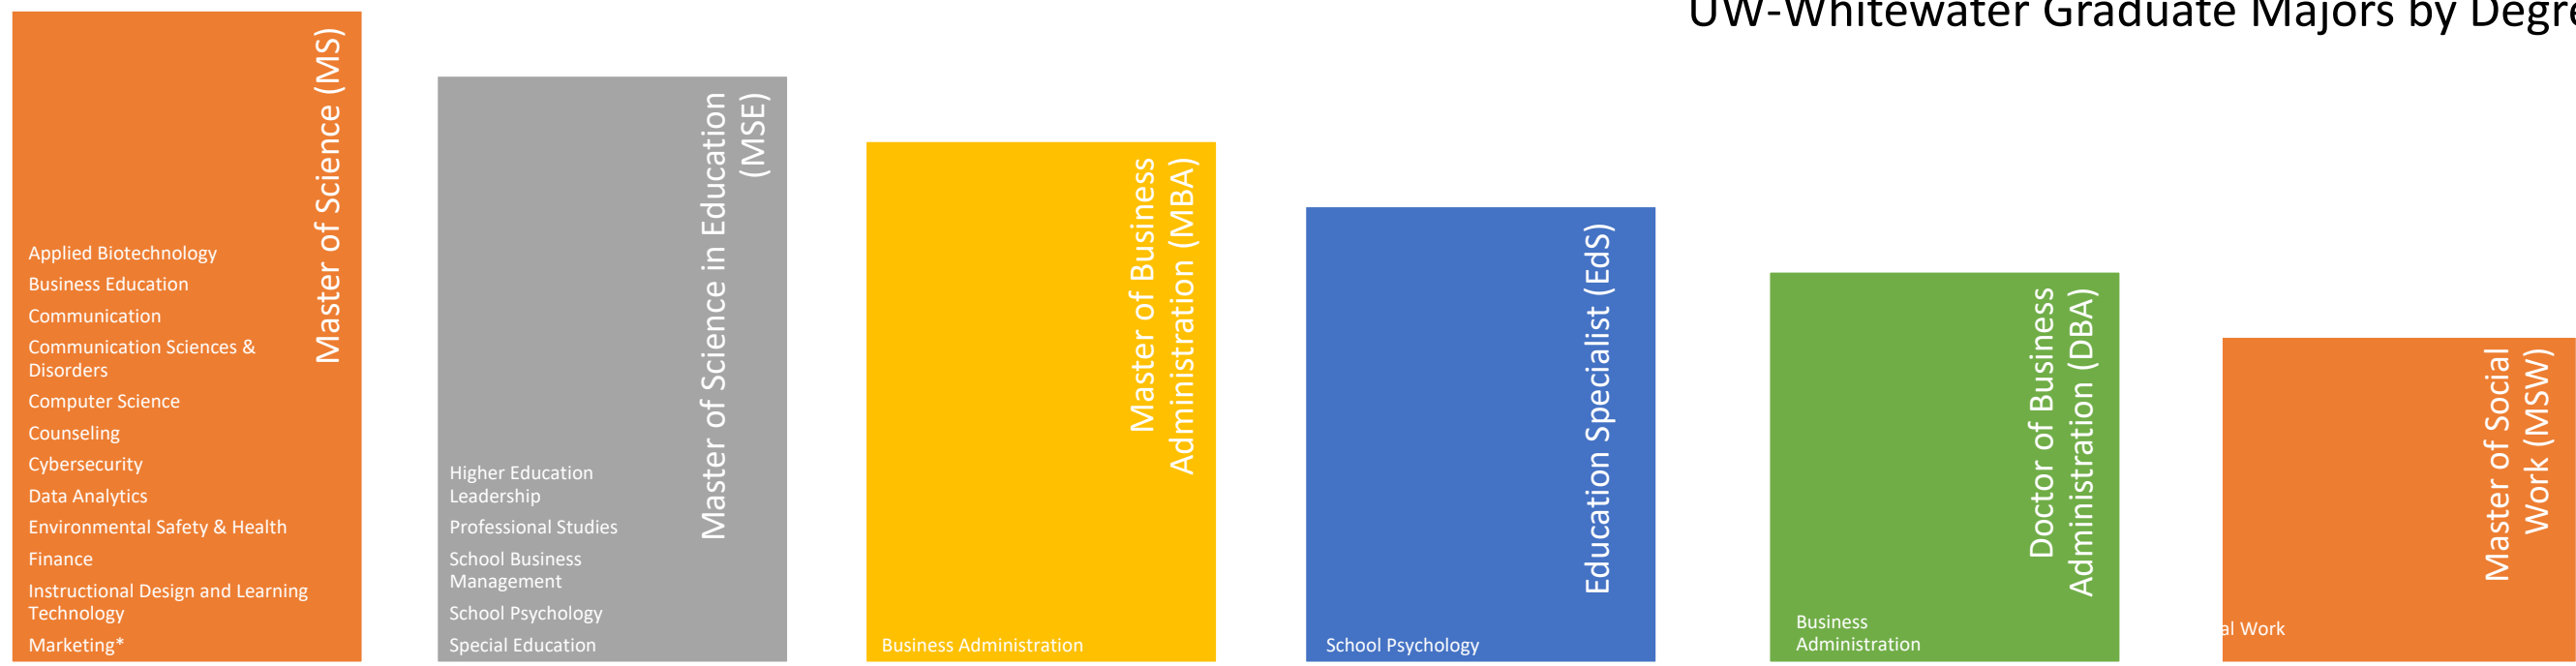 UW-Whitewater Graduate Majors by Degre
Master of Science (MS)
Applied Biotechnology
Business Education
Communication
Communication Sciences &
Disorders
Computer Science
Counseling
Cybersecurity
Data Analytics
Environmental Safety & Health
Finance
Instructional Design and Learning
Technology
Marketing*
Master of Science in Education
(MSE)
Higher Education
Leadership
Professional Studies
School Business
Management
School Psychology
Special Education
Master of Business
Administration (MBA)
Business Administration
Education Specialist (EdS)
School Psychology
Doctor of Business
Administration (DBA)
Business
Administration
Master of Social
Work (MSW)
al Work